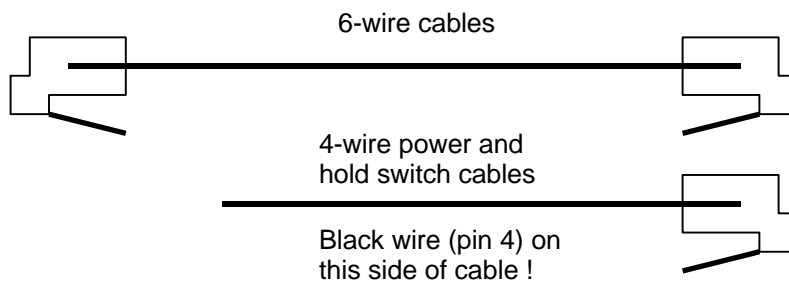 6-wire cables
4-wire power and
hold switch cables
Black wire (pin 4) on
this side of cable !